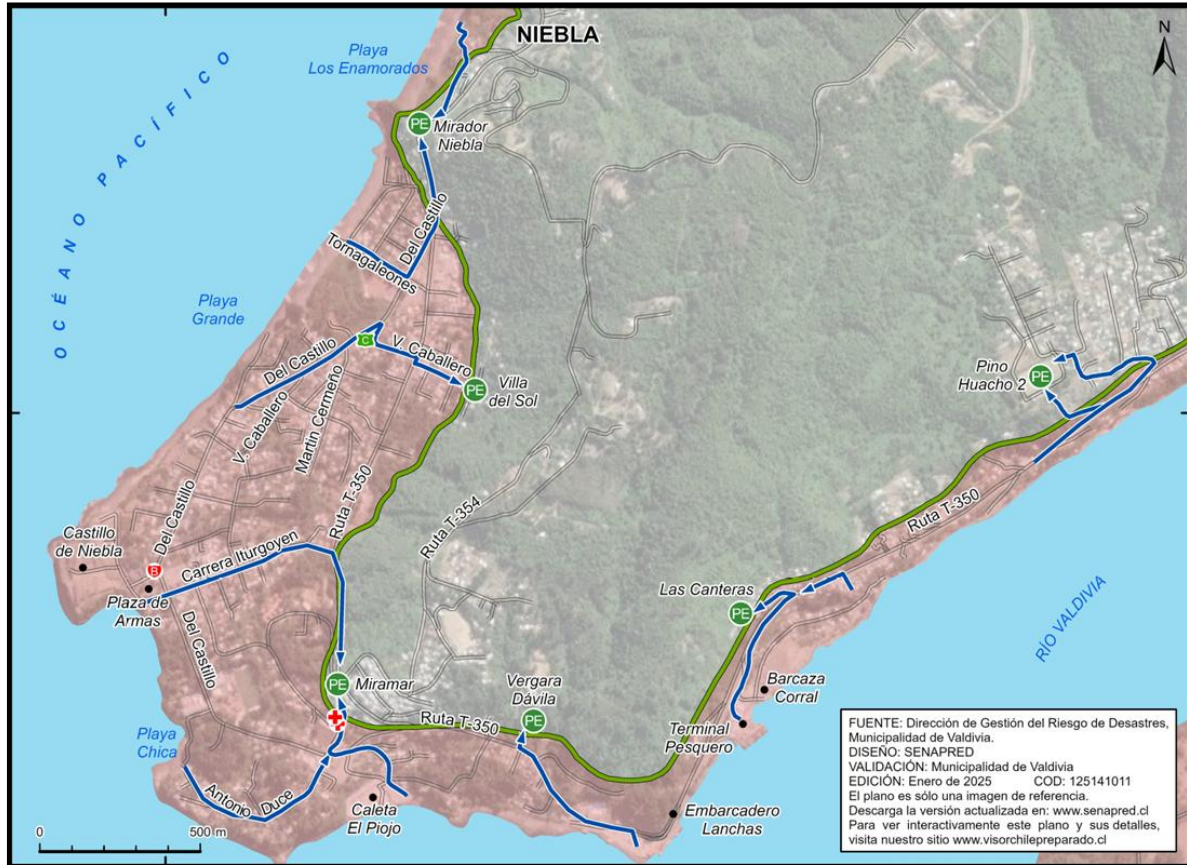 NIEBLA
N
Playa
Los Enamorados
OCÉANO PACÍFICO
PE
Mirador
Niebla
Del Castillo
Tornagaleones
Playa
Grande
C
Del Castillo
V. Caballero
PE
Villa
del Sol
Pino
Huacho 2
PE
V. Caballero
Martin Cermeño
Ruta T-350
Ruta T-354
Ruta T-350
Del Castillo
Castillo
de Niebla
B
Carrera Iturgoyen
Plaza de
Armas
Las Canteras
PE
RÍO VALDIVIA
Del Castillo
PE
Miramar
Vergara
Dávila
PE
Ruta T-350
Barcaza
Corral
Terminal
Pesquero
Playa
Chica
Antonio Duce
Caleta
El Piojo
Embarcadero
Lanchas
0
500 m
FUENTE: Dirección de Gestión del Riesgo de Desastres,
Municipalidad de Valdivia.
DISEÑO: SENAPRED
VALIDACIÓN: Municipalidad de Valdivia
EDICIÓN: Enero de 2025 COD: 125141011
El plano es sólo una imagen de referencia.
Descarga la versión actualizada en: www.senapred.cl
Para ver interactivamente este plano y sus detalles,
visita nuestro sitio www.visorchilepreparado.cl